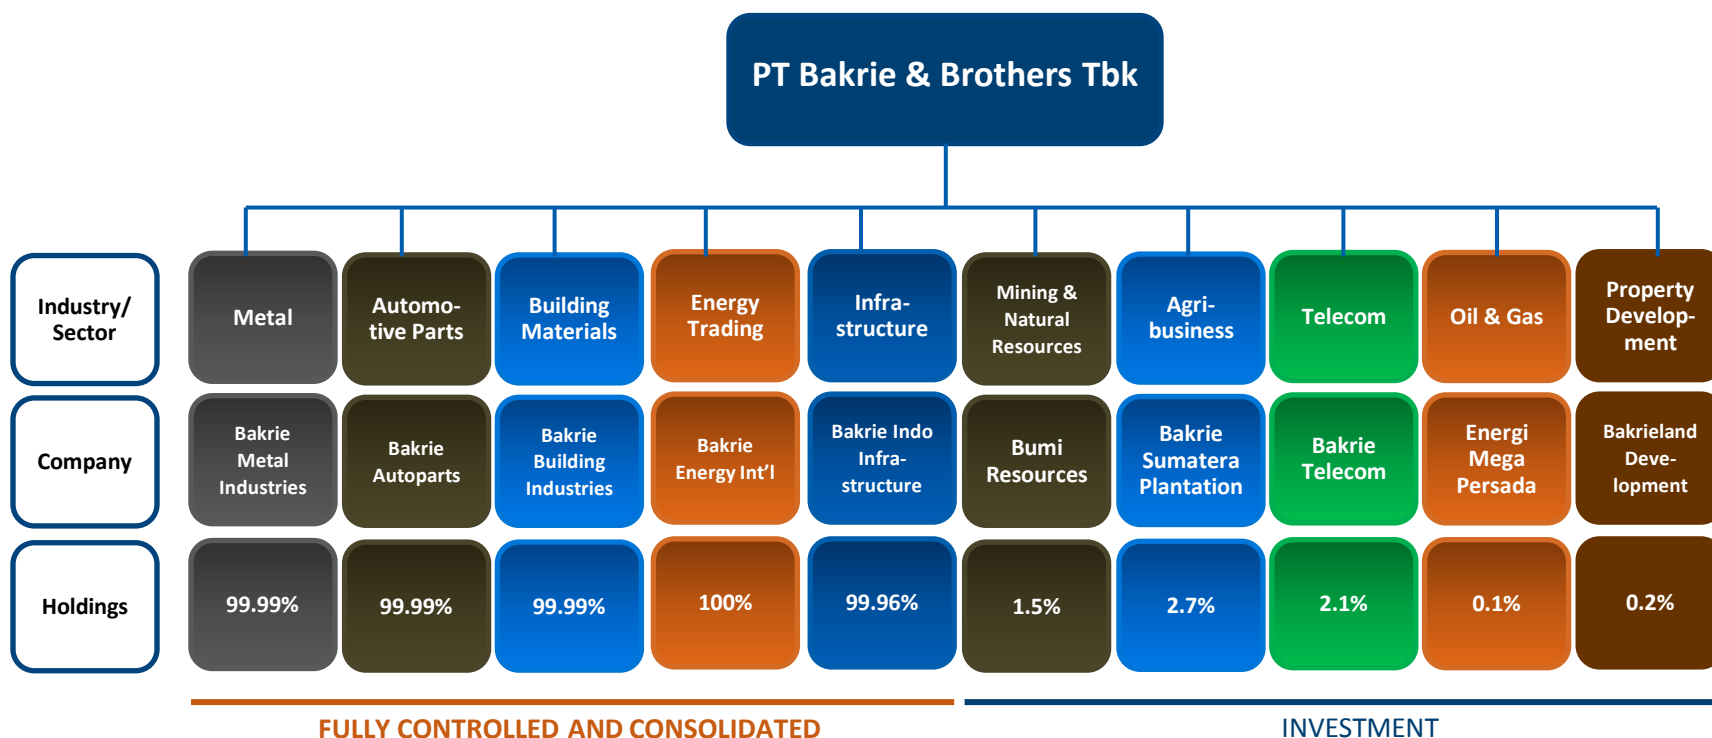 PT Bakrie & Brothers Tbk
Industry/
Sector
Metal
Automo-
tive Parts
Building
Materials
Energy
Trading
Infra-
structure
Mining &
Natural
Resources
Agri-
business
Telecom
Oil & Gas
Property
Develop-
ment
Company
Bakrie
Metal
Industries
Bakrie
Autoparts
Bakrie
Building
Industries
Bakrie
Energy Int’l
Bakrie Indo
Infra-
structure
Bumi
Resources
Bakrie
Sumatera
Plantation
Bakrie
Telecom
Energi
Mega
Persada
Bakrieland
Deve-
lopment
Holdings
99.99%
99.99%
99.99%
100%
99.96%
1.5%
2.7%
2.1%
0.1%
0.2%
FULLY CONTROLLED AND CONSOLIDATED
INVESTMENT